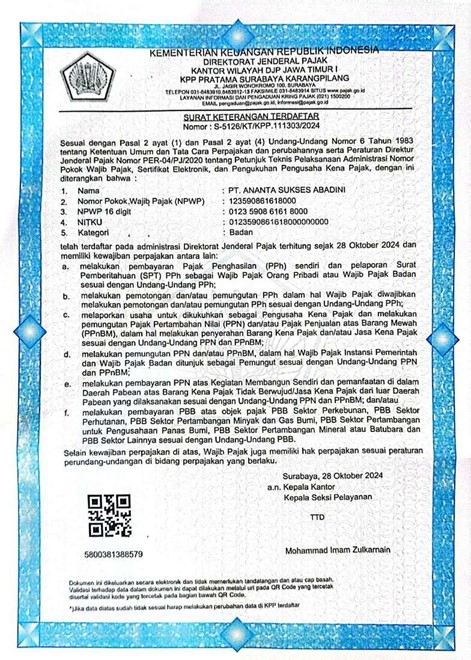 KEMENTERIAN KEUANGAN REPUBLIK INDONESIA
DIREKTORAT JENDERAL PAJAK
KANTOR WILAYAH DJP JAWA TIMUR I
KPP PRATAMA SURABAYA KARANGPILANG
JL. JAGIR WONOKROMO 100, SURABAYA
TELEPON 031-8483910-15 FAKSIMILE 031-8483914 SITUS www.pajak.go.id
LAYANAN INFORMASI DAN PENGADUAN KRING PAJAK (021) 1500200
EMAIL pengaduan@pajak.go.id, informasi@pajak.go.id
SURAT KETERANGAN TERDAFTAR
Nomor : S-5126/KT/KPP.111303/2024
Sesuai dengan Pasal 2 ayat (1) dan Pasal 2 ayat (4) Undang-Undang Nomor 6 Tahun 1983
tentang Ketentuan Umum dan Tata Cara Perpajakan dan perubahannya serta Peraturan Direktur
Jenderal Pajak Nomor PER-04/PJ/2020 tentang Petunjuk Teknis Pelaksanaan Administrasi Nomor
Pokok Wajib Pajak, Sertifikat Elektronik, dan Pengukuhan Pengusaha Kena Pajak, dengan ini
diterangkan bahwa :
1. Nama : PT. ANANTA SUKSES ABADINI
2. Nomor Pokok Wajib Pajak (NPWP) : 123590861618000
3. NPWP 16 digit : 0123 5908 6161 8000
4. NITKU : 0123590861618000000000
5. Kategori : Badan
telah terdaftar pada administrasi Direktorat Jenderal Pajak terhitung sejak 28 Oktober 2024 dan
memiliki kewajiban perpajakan antara lain:
a. melakukan pembayaran Pajak Penghasilan (PPh) sendiri dan pelaporan Surat
Pemberitahuan (SPT) PPh sebagai Wajib Pajak Orang Pribadi atau Wajib Pajak Badan
sesuai dengan Undang-Undang PPh;
b. melakukan pemotongan dan/atau pemungutan PPh dalam hal Wajib Pajak diwajibkan
melakukan pemotongan dan/atau pemungutan PPh sesuai dengan Undang-Undang PPh;
c. melaporkan usaha untuk dikukuhkan sebagai Pengusaha Kena Pajak dan melakukan
pemungutan Pajak Pertambahan Nilai (PPN) dan/atau Pajak Penjualan atas Barang Mewah
(PPnBM), dalam hal melakukan penyerahan Barang Kena Pajak dan/atau Jasa Kena Pajak
sesuai dengan Undang-Undang PPN dan PPnBM;
d. melakukan pemungutan PPN dan/atau PPnBM, dalam hal Wajib Pajak Instansi Pemerintah
dan Wajib Pajak Badan ditunjuk sebagai Pemungut sesuai dengan Undang-Undang PPN
dan PPnBM;
e. melakukan pembayaran PPN atas Kegiatan Membangun Sendiri dan pemanfaatan di dalam
Daerah Pabean atas Barang Kena Pajak Tidak Berwujud/Jasa Kena Pajak dari luar Daerah
Pabean yang dilaksanakan sesuai dengan Undang-Undang PPN dan PPnBM; dan/atau
f. melakukan pembayaran PBB atas objek pajak PBB Sektor Perkebunan, PBB Sektor
Perhutanan, PBB Sektor Pertambangan Minyak dan Gas Bumi, PBB Sektor Pertambangan
untuk Pengusahaan Panas Bumi, PBB Sektor Pertambangan Mineral atau Batubara dan
PBB Sektor Lainnya sesuai dengan Undang-Undang PBB.
Selain kewajiban perpajakan di atas, Wajib Pajak juga memiliki hak perpajakan sesuai peraturan
perundang-undangan di bidang perpajakan yang berlaku.
Surabaya, 28 Oktober 2024
a.n. Kepala Kantor
Kepala Seksi Pelayanan
TTD
5800381388579
Mohammad Imam Zulkarnain
Dokumen ini dikeluarkan secara elektronik dan tidak memerlukan tandatangan dan atau cap basah.
Validasi terhadap dokumen dalam dokumen ini dapat dilakukan melalui url pada QR Code yang tercetak
disertai validasi kode yang tercetak pada bagian bawah QR Code.
*)Jika data diatas sudah tidak sesuai harap melakukan perubahan data di KPP terdaftar